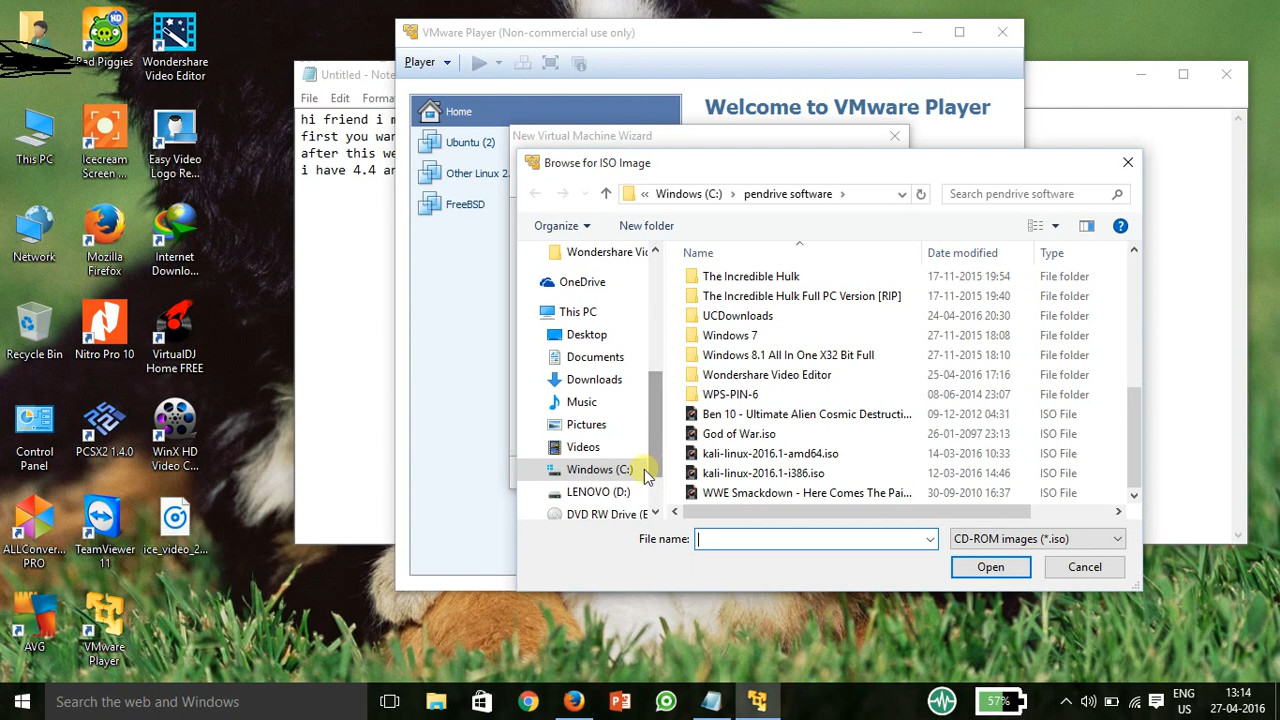 Bad Piggies
Wondershare
Video Editor
This PC
Icecream
Screen ...
Easy Video
Logo Re...
Network
Mozilla
Firefox
Internet
Downlo...
Recycle Bin
Nitro Pro 10
VirtualDJ
Home FREE
Control
Panel
PCSX2 1.4.0
WinX HD
Video C...
ALLConver...
PRO
TeamViewer
11
ice_video_2...
AVG
VMware
Player
Untitled - Note
File Edit Forma
hi friend i m
first you wan
after this we
i have 4.4 an
VMware Player (Non-commercial use only)
Player
Home
Ubuntu (2)
Other Linux 2.
FreeBSD
Welcome to VMware Player
New Virtual Machine Wizard
Browse for ISO Image
« Windows (C:) › pendrive software ›
Search pendrive software
Organize New folder
Wondershare Vic
OneDrive
This PC
Desktop
Documents
Downloads
Music
Pictures
Videos
Windows (C:)
LENOVO (D:)
DVD RW Drive (E
Name Date modified Type
The Incredible Hulk 17-11-2015 19:54 File folder
The Incredible Hulk Full PC Version [RIP] 17-11-2015 19:40 File folder
UCDownloads 24-04-2016 20:30 File folder
Windows 7 27-11-2015 18:08 File folder
Windows 8.1 All In One X32 Bit Full 27-11-2015 18:10 File folder
Wondershare Video Editor 25-04-2016 17:16 File folder
WPS-PIN-6 08-06-2014 23:07 File folder
Ben 10 - Ultimate Alien Cosmic Destructi... 09-12-2012 04:31 ISO File
God of War.iso 26-01-2097 23:13 ISO File
kali-linux-2016.1-amd64.iso 14-03-2016 10:33 ISO File
kali-linux-2016.1-i386.iso 12-03-2016 14:46 ISO File
WWE Smackdown - Here Comes The Pai... 30-09-2010 16:37 ISO File
File name: CD-ROM images (*.iso)
Open Cancel
Search the web and Windows
57%
ENG
US
13:14
27-04-2016